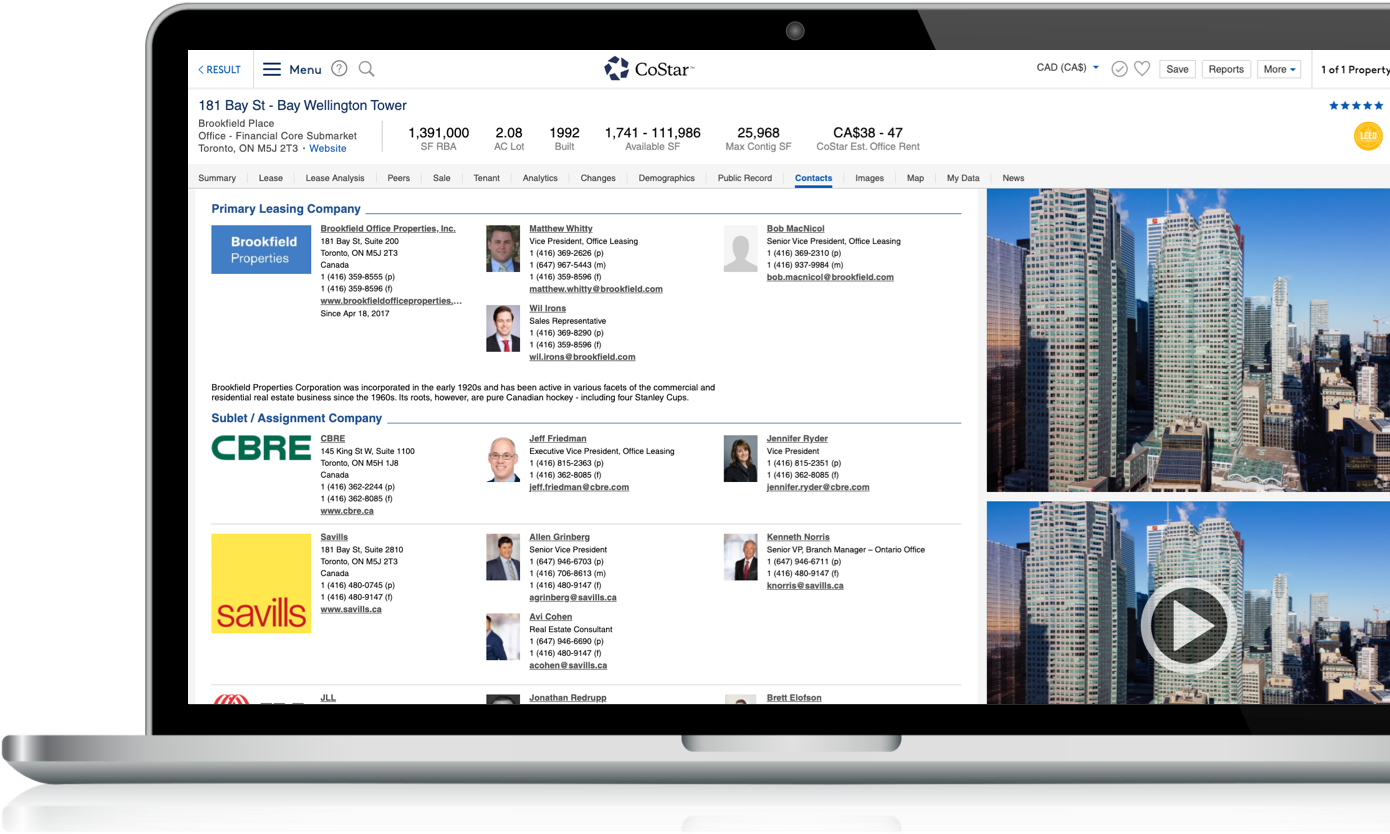 RESULT
Menu
?
CoStar™
CAD (CA$)
Save
Reports
More
1 of 1 Property
181 Bay St - Bay Wellington Tower
Brookfield Place
Office - Financial Core Submarket
Toronto, ON M5J 2T3 · Website
1,391,000
SF RBA
2.08
AC Lot
1992
Built
1,741 - 111,986
Available SF
25,968
Max Contig SF
CA$38 - 47
CoStar Est. Office Rent
LEED
Summary
Lease
Lease Analysis
Peers
Sale
Tenant
Analytics
Changes
Demographics
Public Record
Contacts
Images
Map
My Data
News
Primary Leasing Company
Brookfield
Properties
Brookfield Office Properties, Inc.
181 Bay St, Suite 200
Toronto, ON M5J 2T3
Canada
1 (416) 359-8555 (p)
1 (416) 359-8596 (f)
www.brookfieldofficeproperties....
Since Apr 18, 2017
Matthew Whitty
Vice President, Office Leasing
1 (416) 369-2626 (p)
1 (647) 967-5443 (m)
1 (416) 359-8596 (f)
matthew.whitty@brookfield.com
Bob MacNicol
Senior Vice President, Office Leasing
1 (416) 369-2310 (p)
1 (416) 937-9984 (m)
bob.macnicol@brookfield.com
Wil Irons
Sales Representative
1 (416) 369-8290 (p)
1 (416) 359-8596 (f)
wil.irons@brookfield.com
Brookfield Properties Corporation was incorporated in the early 1920s and has been active in various facets of the commercial and
residential real estate business since the 1960s. Its roots, however, are pure Canadian hockey - including four Stanley Cups.
Sublet / Assignment Company
CBRE
CBRE
145 King St W, Suite 1100
Toronto, ON M5H 1J8
Canada
1 (416) 362-2244 (p)
1 (416) 362-8085 (f)
www.cbre.ca
Jeff Friedman
Executive Vice President, Office Leasing
1 (416) 815-2363 (p)
1 (416) 362-8085 (f)
jeff.friedman@cbre.com
Jennifer Ryder
Vice President
1 (416) 815-2351 (p)
1 (416) 362-8085 (f)
jennifer.ryder@cbre.com
savills
Savills
181 Bay St, Suite 2810
Toronto, ON M5J 2T3
Canada
1 (416) 480-0745 (p)
1 (416) 480-9147 (f)
www.savills.ca
Allen Grinberg
Senior Vice President
1 (647) 946-6703 (p)
1 (416) 706-8613 (m)
1 (416) 480-9147 (f)
agrinberg@savills.ca
Kenneth Norris
Senior VP, Branch Manager – Ontario Office
1 (647) 946-6711 (p)
1 (416) 480-9147 (f)
knorris@savills.ca
Avi Cohen
Real Estate Consultant
1 (647) 946-6690 (p)
1 (416) 480-9147 (f)
acohen@savills.ca
JLL
Jonathan Redrupp
Brett Elofson